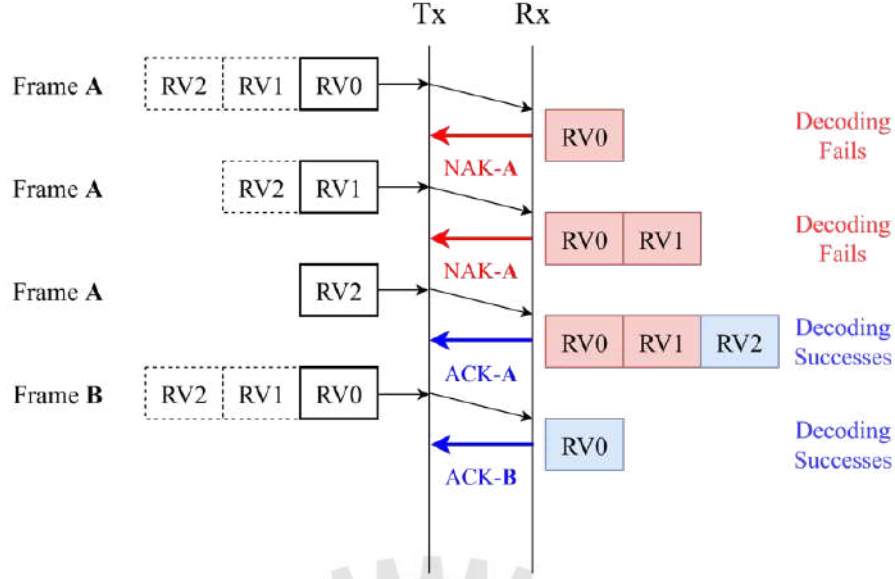 Tx Rx
Frame A RV2 RV1 RV0
RV0 Decoding
Fails
NAK-A
Frame A RV2 RV1
RV0 RV1 Decoding
Fails
NAK-A
Frame A RV2
RV0 RV1 RV2 Decoding
Successes
ACK-A
Frame B RV2 RV1 RV0
RV0 Decoding
Successes
ACK-B